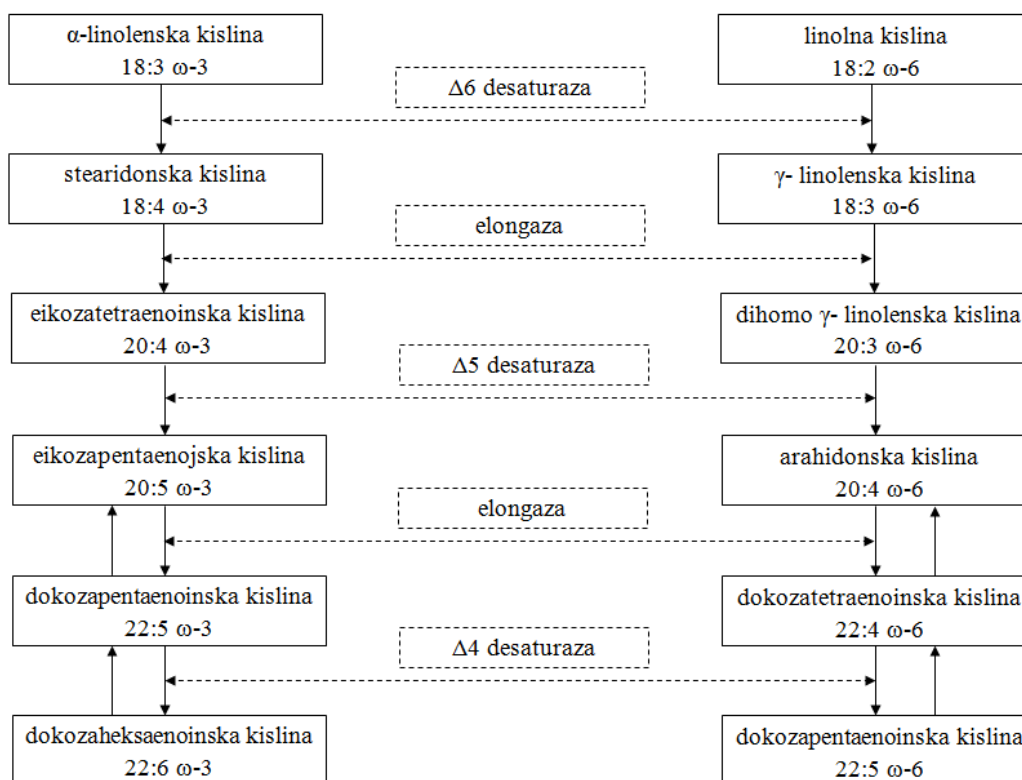 α-linolenska kislina
18:3 ω-3
linolna kislina
18:2 ω-6
Δ6 desaturaza
stearidonska kislina
18:4 ω-3
γ- linolenska kislina
18:3 ω-6
elongaza
eikozatetraenoinska kislina
20:4 ω-3
dihomo γ- linolenska kislina
20:3 ω-6
Δ5 desaturaza
eikozapentaenojska kislina
20:5 ω-3
arahidonska kislina
20:4 ω-6
elongaza
dokozapentaenoinska kislina
22:5 ω-3
dokozatetraenoinska kislina
22:4 ω-6
Δ4 desaturaza
dokozaheksaenoinska kislina
22:6 ω-3
dokozapentaenoinska kislina
22:5 ω-6